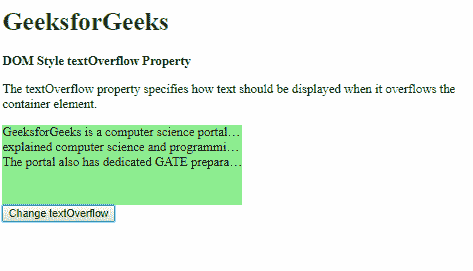 GeeksforGeeks
DOM Style textOverflow Property
The textOverflow property specifies how text should be displayed when it overflows the
container element.
GeeksforGeeks is a computer science portal…
explained computer science and programmi…
The portal also has dedicated GATE prepara…
Change textOverflow